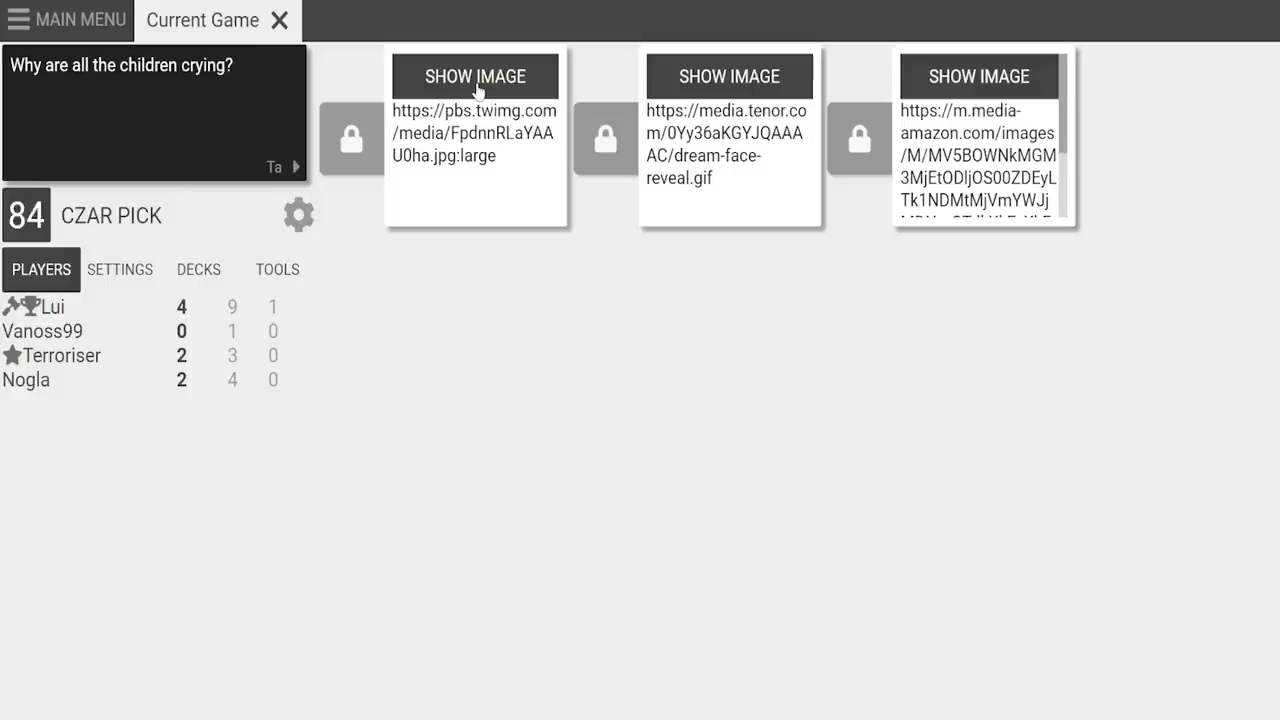 MAIN MENU
Current Game
Why are all the children crying?
Ta
84 CZAR PICK
PLAYERS SETTINGS DECKS TOOLS
Lui 4 9 1
Vanoss99 0 1 0
Terroriser 2 3 0
Nogla 2 4 0
SHOW IMAGE
https://pbs.twimg.com
/media/FpdnnRLaYAA
U0ha.jpg:large
SHOW IMAGE
https://media.tenor.co
m/0Yy36aKGYJQAAA
AC/dream-face-
reveal.gif
SHOW IMAGE
https://m.media-
amazon.com/images
/M/MV5BOWNkMGM
3MjEtODljOS00ZDEyL
Tk1NDMtMjVmYWJj